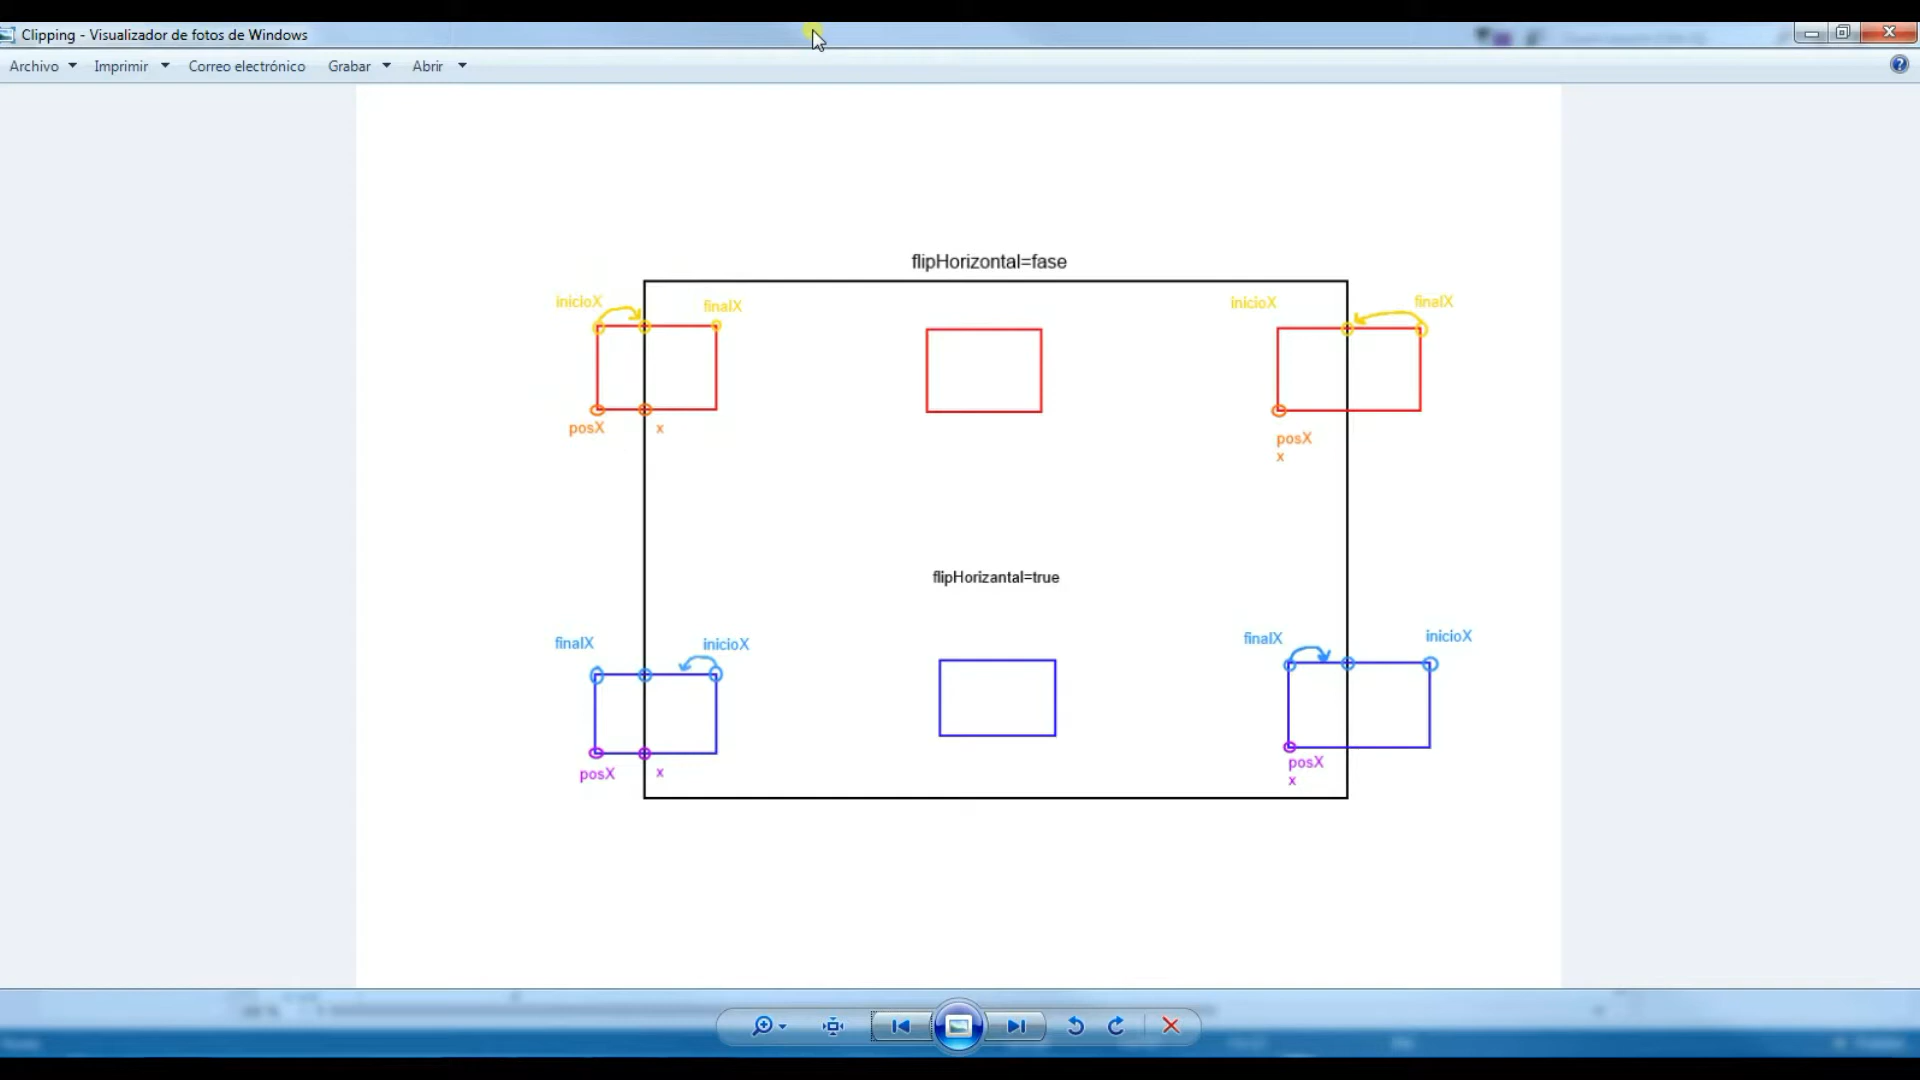 Clipping - Visualizador de fotos de Windows
Archivo Imprimir Correo electrónico Grabar Abrir
flipHorizontal=fase
inicioX finalX inicioX finalX
posX x posX
x
flipHorizantal=true
finalX inicioX finalX inicioX
posX x posX
x